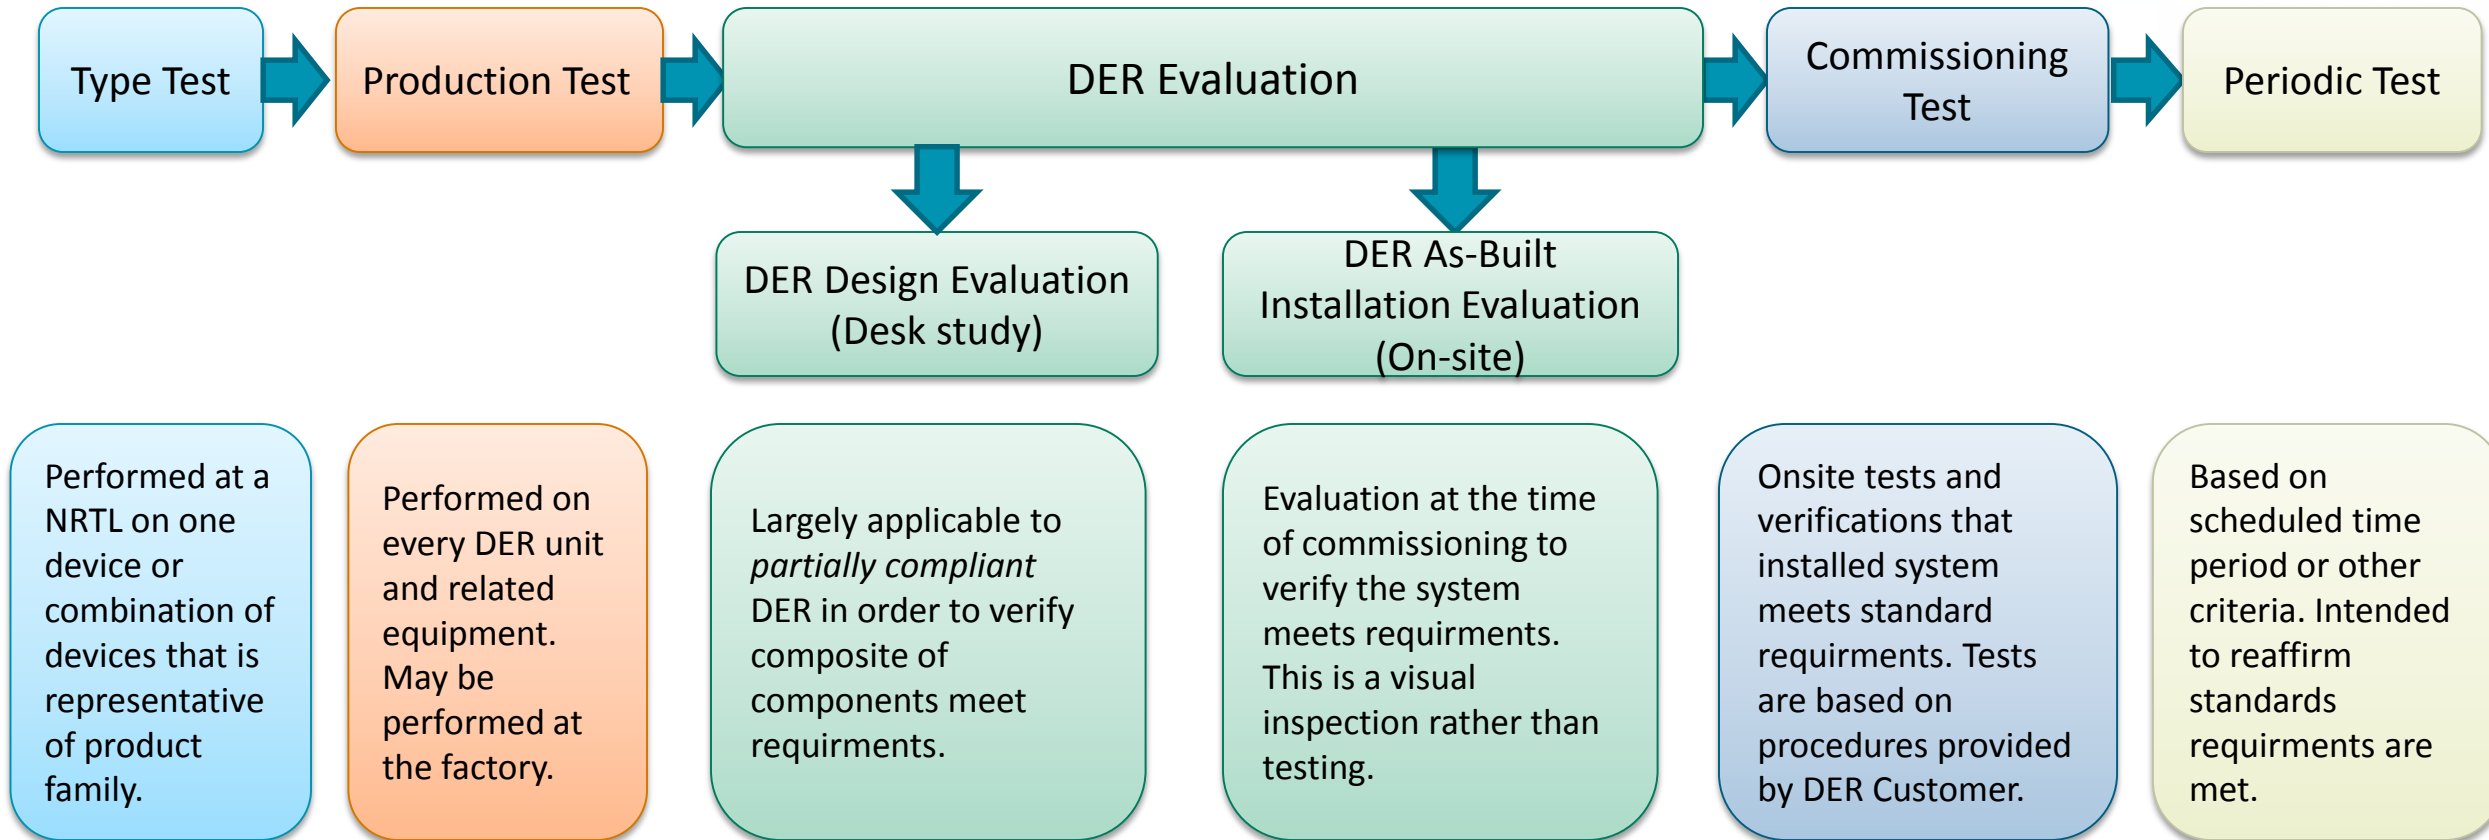 Type Test
Production Test
DER Evaluation
Commissioning
Test
Periodic Test
DER Design Evaluation
(Desk study)
DER As-Built
Installation Evaluation
(On-site)
Performed at a
NRTL on one
device or
combination of
devices that is
representative
of product
family.
Performed on
every DER unit
and related
equipment.
May be
performed at
the factory.
Largely applicable to
partially compliant
DER in order to verify
composite of
components meet
requirments.
Evaluation at the time
of commissioning to
verify the system
meets requirments.
This is a visual
inspection rather than
testing.
Onsite tests and
verifications that
installed system
meets standard
requirments. Tests
are based on
procedures provided
by DER Customer.
Based on
scheduled time
period or other
criteria. Intended
to reaffirm
standards
requirments are
met.